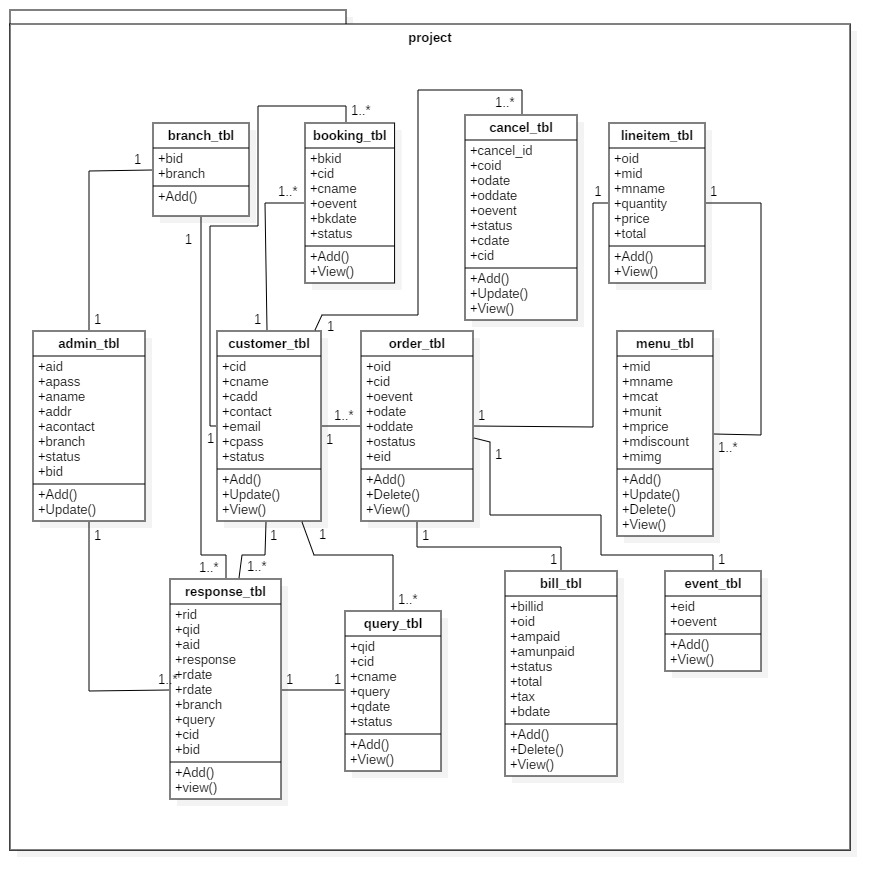 project
branch_tbl
+bid
+branch
+Add()
booking_tbl
+bkid
+cid
+cname
+oevent
+bkdate
+status
+Add()
+View()
cancel_tbl
+cancel_id
+coid
+odate
+oddate
+oevent
+status
+cdate
+cid
+Add()
+Update()
+View()
lineitem_tbl
+oid
+mid
+mname
+quantity
+price
+total
+Add()
+View()
admin_tbl
+aid
+apass
+aname
+addr
+acontact
+branch
+status
+bid
+Add()
+Update()
customer_tbl
+cid
+cname
+cadd
+contact
+email
+cpass
+status
+Add()
+Update()
+View()
order_tbl
+oid
+cid
+oevent
+odate
+oddate
+ostatus
+eid
+Add()
+Delete()
+View()
menu_tbl
+mid
+mname
+mcat
+munit
+mprice
+mdiscount
+mimg
+Add()
+Update()
+Delete()
+View()
response_tbl
+rid
+qid
+aid
+response
+rdate
+rdate
+branch
+query
+cid
+bid
+Add()
+view()
query_tbl
+qid
+cid
+cname
+query
+qdate
+status
+Add()
+View()
bill_tbl
+billid
+oid
+ampaid
+amunpaid
+status
+total
+tax
+bdate
+Add()
+Delete()
+View()
event_tbl
+eid
+oevent
+Add()
+View()
1..*
1..*
1
1..*
1
1
1
1
1
1
1
1..*
1
1
1
1..*
1
1
1
1
1
1..*
1..*
1
1
1..*
1..*
1
1